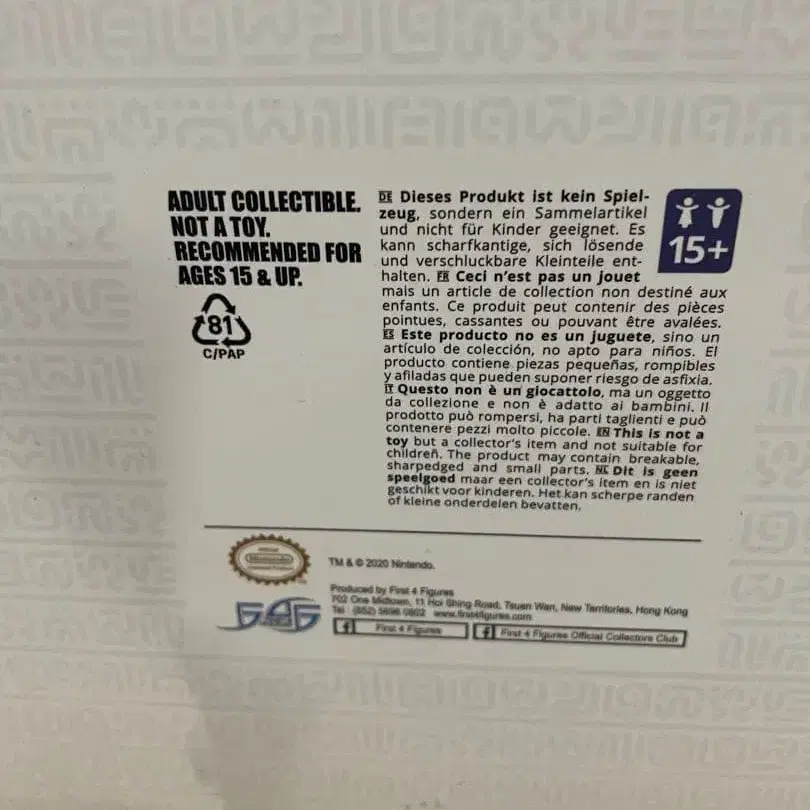 ADULT COLLECTIBLE.
NOT A TOY.
RECOMMENDED FOR
AGES 15 & UP.
81
C/PAP
DE Dieses Produkt ist kein Spiel-
zeug, sondern ein Sammelartikel
und nicht für Kinder geeignet. Es
kann scharfkantige, sich lösende
und verschluckbare Kleinteile ent-
halten. FR Ceci n'est pas un jouet
mais un article de collection non destiné aux
enfants. Ce produit peut contenir des pièces
pointues, cassantes ou pouvant être avalées.
ES Este producto no es un juguete, sino un
artículo de colección, no apto para niños. El
producto contiene piezas pequeñas, rompibles
y afiladas que pueden suponer riesgo de asfixia.
IT Questo non è un giocattolo, ma un oggetto
da collezione e non è adatto ai bambini. Il
prodotto può rompersi, ha parti taglienti e può
contenere pezzi molto piccole. EN This is not a
toy but a collector's item and not suitable for
children. The product may contain breakable,
sharpedged and small parts. NL Dit is geen
speelgoed maar een collector's item en is niet
geschikt voor kinderen. Het kan scherpe randen
of kleine onderdelen bevatten.
15+
Nintendo
TM & © 2020 Nintendo.
Produced by First 4 Figures
702 One Midtown, 11 Hoi Shing Road, Tsuen Wan, New Territories, Hong Kong
Tel (852) 5698 0802 www.first4figures.com
F4F
First 4 Figures
First 4 Figures Official Collectors Club